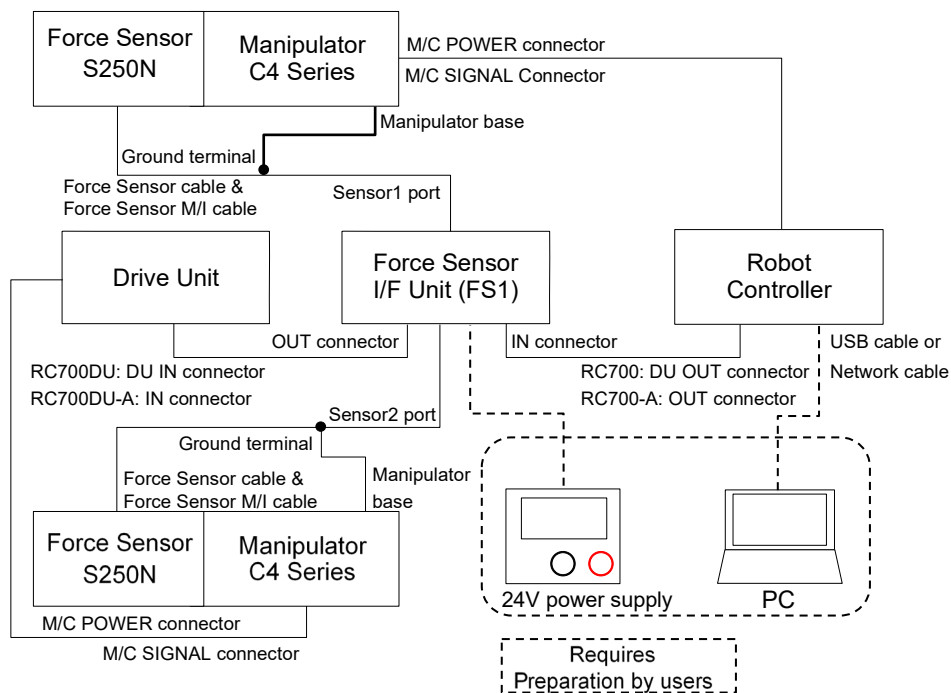 Force Sensor
S250N
Manipulator
C4 Series
M/C POWER connector
M/C SIGNAL Connector
Manipulator base
Ground terminal
Force Sensor cable &
Force Sensor M/I cable
Sensor1 port
Drive Unit
Force Sensor
I/F Unit (FS1)
Robot
Controller
OUT connector
IN connector
USB cable or
Network cable
RC700DU: DU IN connector
RC700DU-A: IN connector
RC700: DU OUT connector
RC700-A: OUT connector
Sensor2 port
Ground terminal
Force Sensor cable &
Force Sensor M/I cable
Manipulator
base
Force Sensor
S250N
Manipulator
C4 Series
24V power supply
PC
M/C POWER connector
M/C SIGNAL connector
Requires
Preparation by users